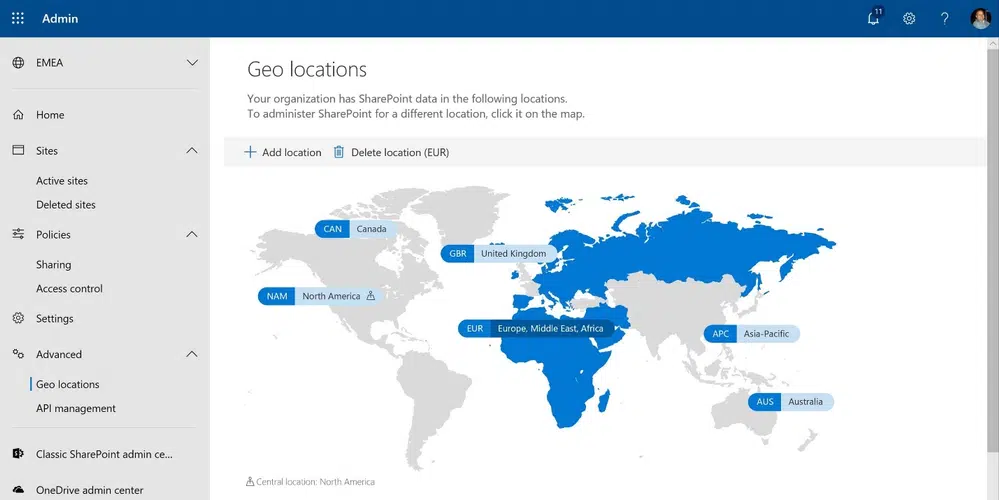 Admin
11
EMEA
Home
Sites
Active sites
Deleted sites
Policies
Sharing
Access control
Settings
Advanced
Geo locations
API management
Classic SharePoint admin ce...
OneDrive admin center
Geo locations
Your organization has SharePoint data in the following locations.
To administer SharePoint for a different location, click it on the map.
Add location
Delete location (EUR)
CAN Canada
GBR United Kingdom
NAM North America
EUR Europe, Middle East, Africa
APC Asia-Pacific
AUS Australia
Central location: North America